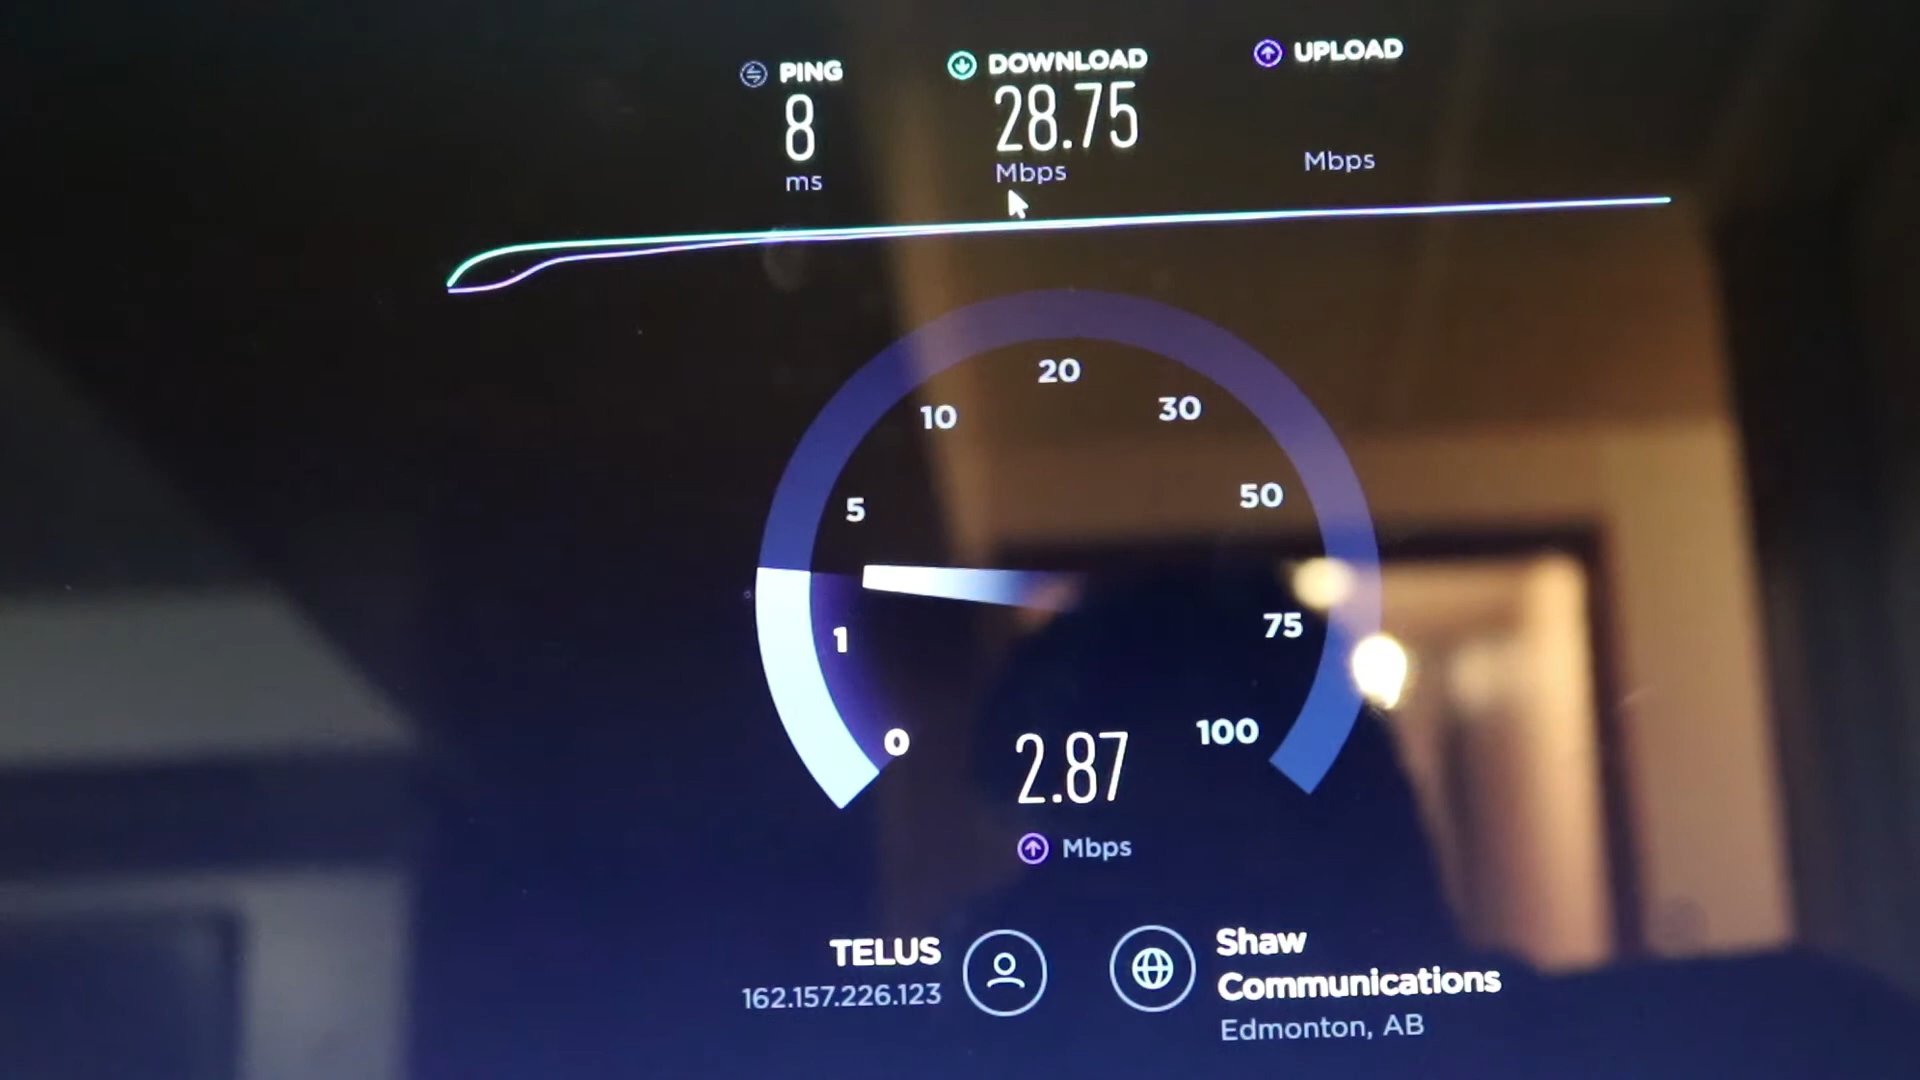 PING
8
ms
DOWNLOAD
28.75
Mbps
UPLOAD
Mbps
0
1
5
10
20
30
50
75
100
2.87
Mbps
TELUS
162.157.226.123
Shaw
Communications
Edmonton, AB